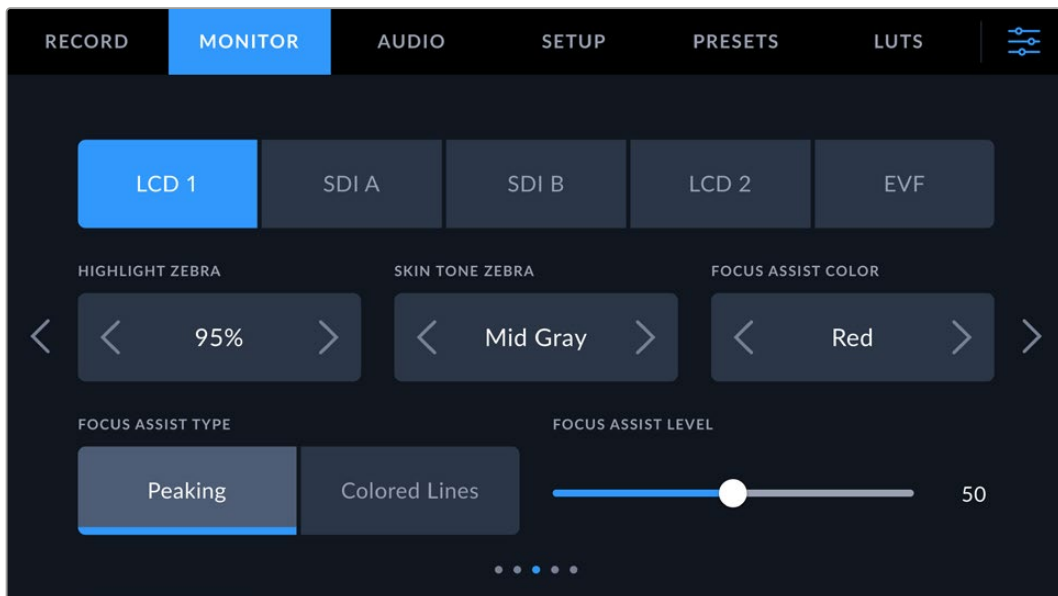 RECORD MONITOR AUDIO SETUP PRESETS LUTS
LCD 1 SDI A SDI B LCD 2 EVF
HIGHLIGHT ZEBRA SKIN TONE ZEBRA FOCUS ASSIST COLOR
95% Mid Gray Red
FOCUS ASSIST TYPE FOCUS ASSIST LEVEL
Peaking Colored Lines 50